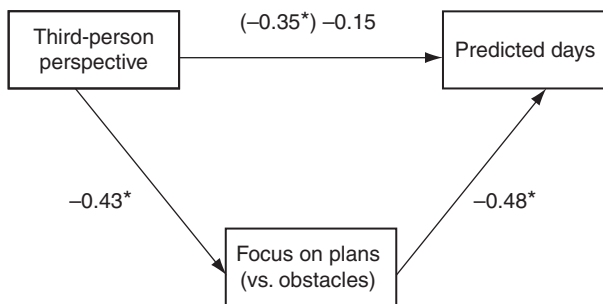 (–0.35*) –0.15
Third-person
perspective
Predicted days
–0.43*
–0.48*
Focus on plans
(vs. obstacles)